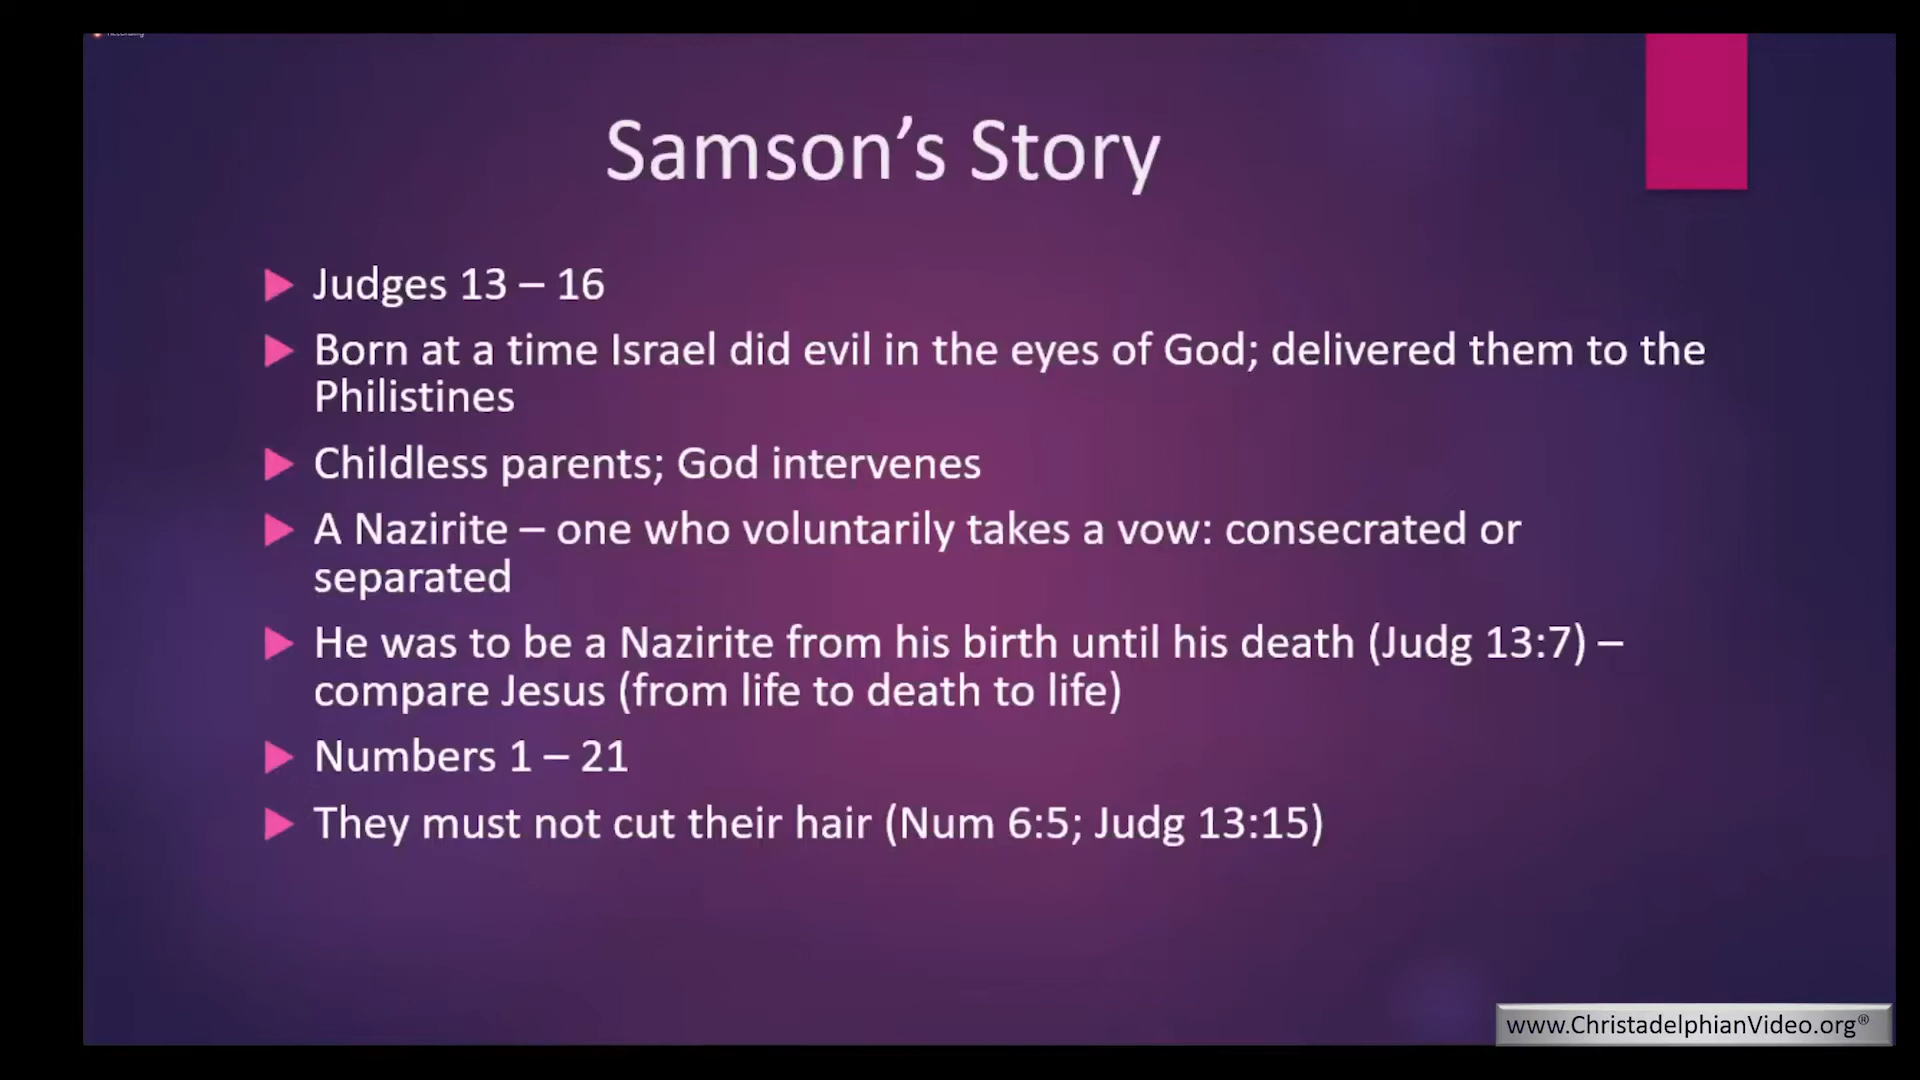 Samson’s Story
Judges 13 – 16
Born at a time Israel did evil in the eyes of God; delivered them to the
Philistines
Childless parents; God intervenes
A Nazirite – one who voluntarily takes a vow: consecrated or
separated
He was to be a Nazirite from his birth until his death (Judg 13:7) –
compare Jesus (from life to death to life)
Numbers 1 – 21
They must not cut their hair (Num 6:5; Judg 13:15)
www.ChristadelphianVideo.org®